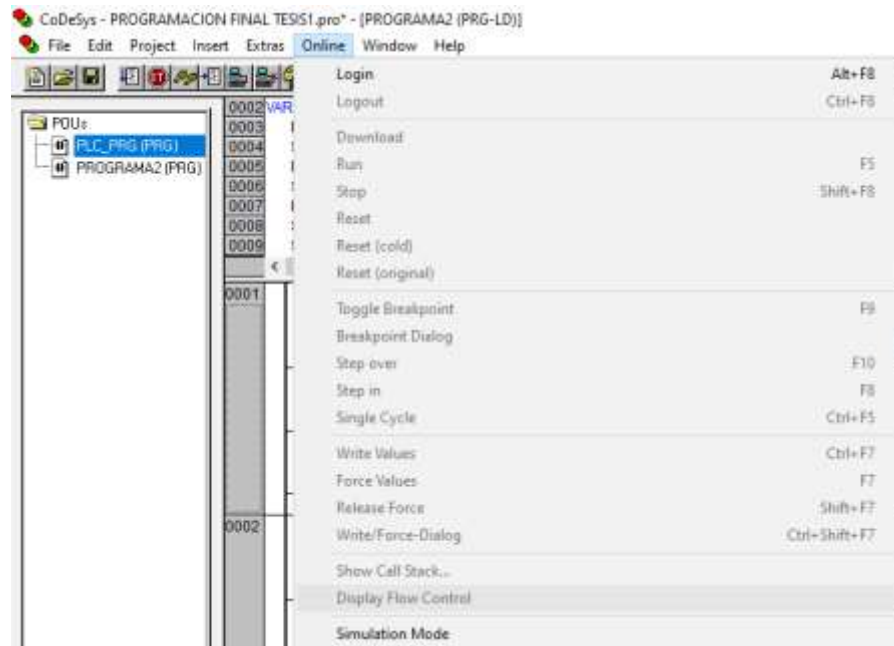 CoDeSys - PROGRAMACION FINAL TESIS1.pro* - [PROGRAMA2 (PRG-LD)]
File Edit Project Insert Extras Online Window Help
POUs
PLC_PRG (PRG)
PROGRAMA2 (PRG)
0002 VAR
0003
0004
0005
0006
0007
0008
0009
0001
0002
Login Alt+F8
Logout Ctrl+F8
Download
Run F5
Stop Shift+F8
Reset
Reset (cold)
Reset (original)
Toggle Breakpoint F9
Breakpoint Dialog
Step over F10
Step in F8
Single Cycle Ctrl+F5
Write Values Ctrl+F7
Force Values F7
Release Force Shift+F7
Write/Force-Dialog Ctrl+Shift+F7
Show Call Stack...
Display Flow Control
Simulation Mode